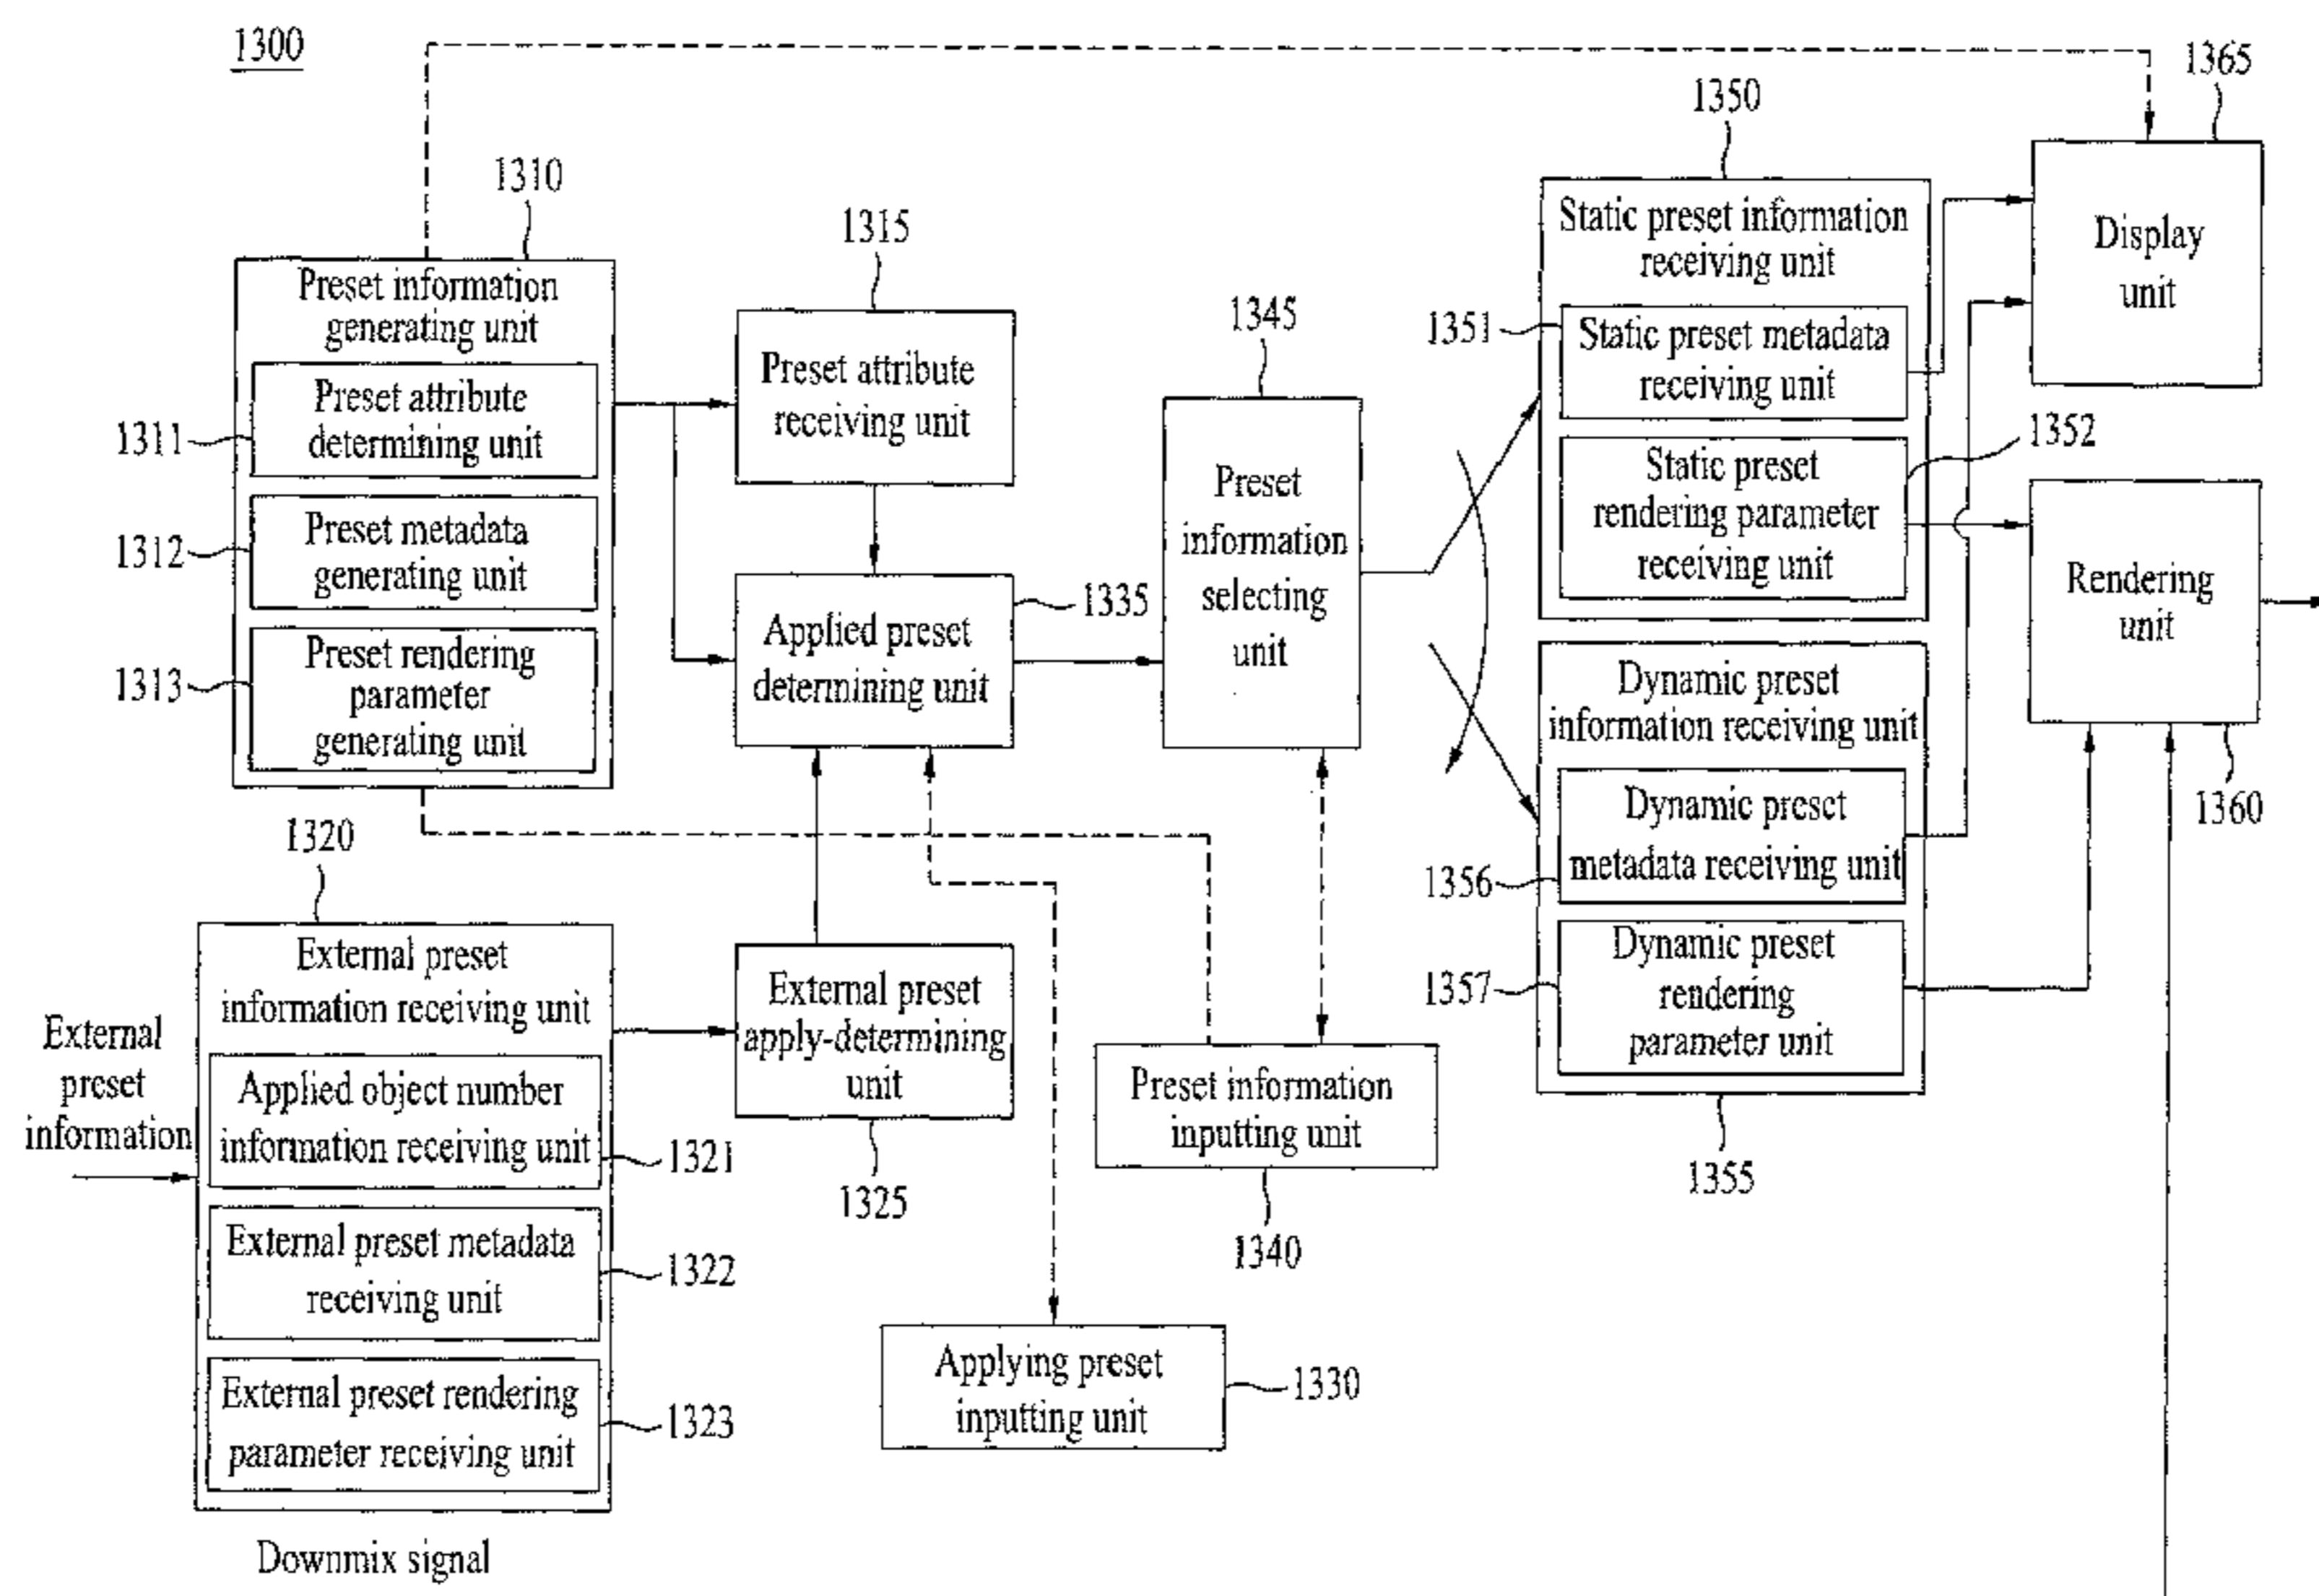 1300
1310
Preset information
generating unit
1311
Preset attribute
determining unit
1312
Preset metadata
generating unit
1313
Preset rendering
parameter
generating unit
1315
Preset attribute
receiving unit
1335
Applied preset
determining unit
1320
External preset
information receiving unit
External
preset
information
Applied object number
information receiving unit
1321
External preset metadata
receiving unit
1322
External preset rendering
parameter receiving unit
1323
Downmix signal
External preset
apply-determining
unit
1325
Applying preset
inputting unit
1330
Preset information
inputting unit
1340
1345
Preset
information
selecting
unit
1350
Static preset information
receiving unit
1351
Static preset metadata
receiving unit
1352
Static preset
rendering parameter
receiving unit
Dynamic preset
information receiving unit
Dynamic preset
metadata receiving unit
1356
Dynamic preset
rendering
parameter unit
1357
1355
1365
Display
unit
Rendering
unit
1360